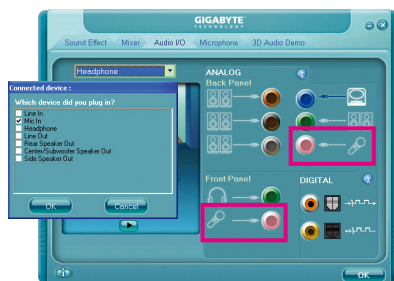 GIGABYTE
TECHNOLOGY
Sound Effect Mixer Audio I/O Microphone 3D Audio Demo
Headphone
ANALOG
Back Panel
Connected device :
Which device did you plug in?
Line In
Mic In
Headphone
Line Out
Rear Speaker Out
Center/Subwoofer Speaker Out
Side Speaker Out
OK Cancel
Front Panel
DIGITAL
OK